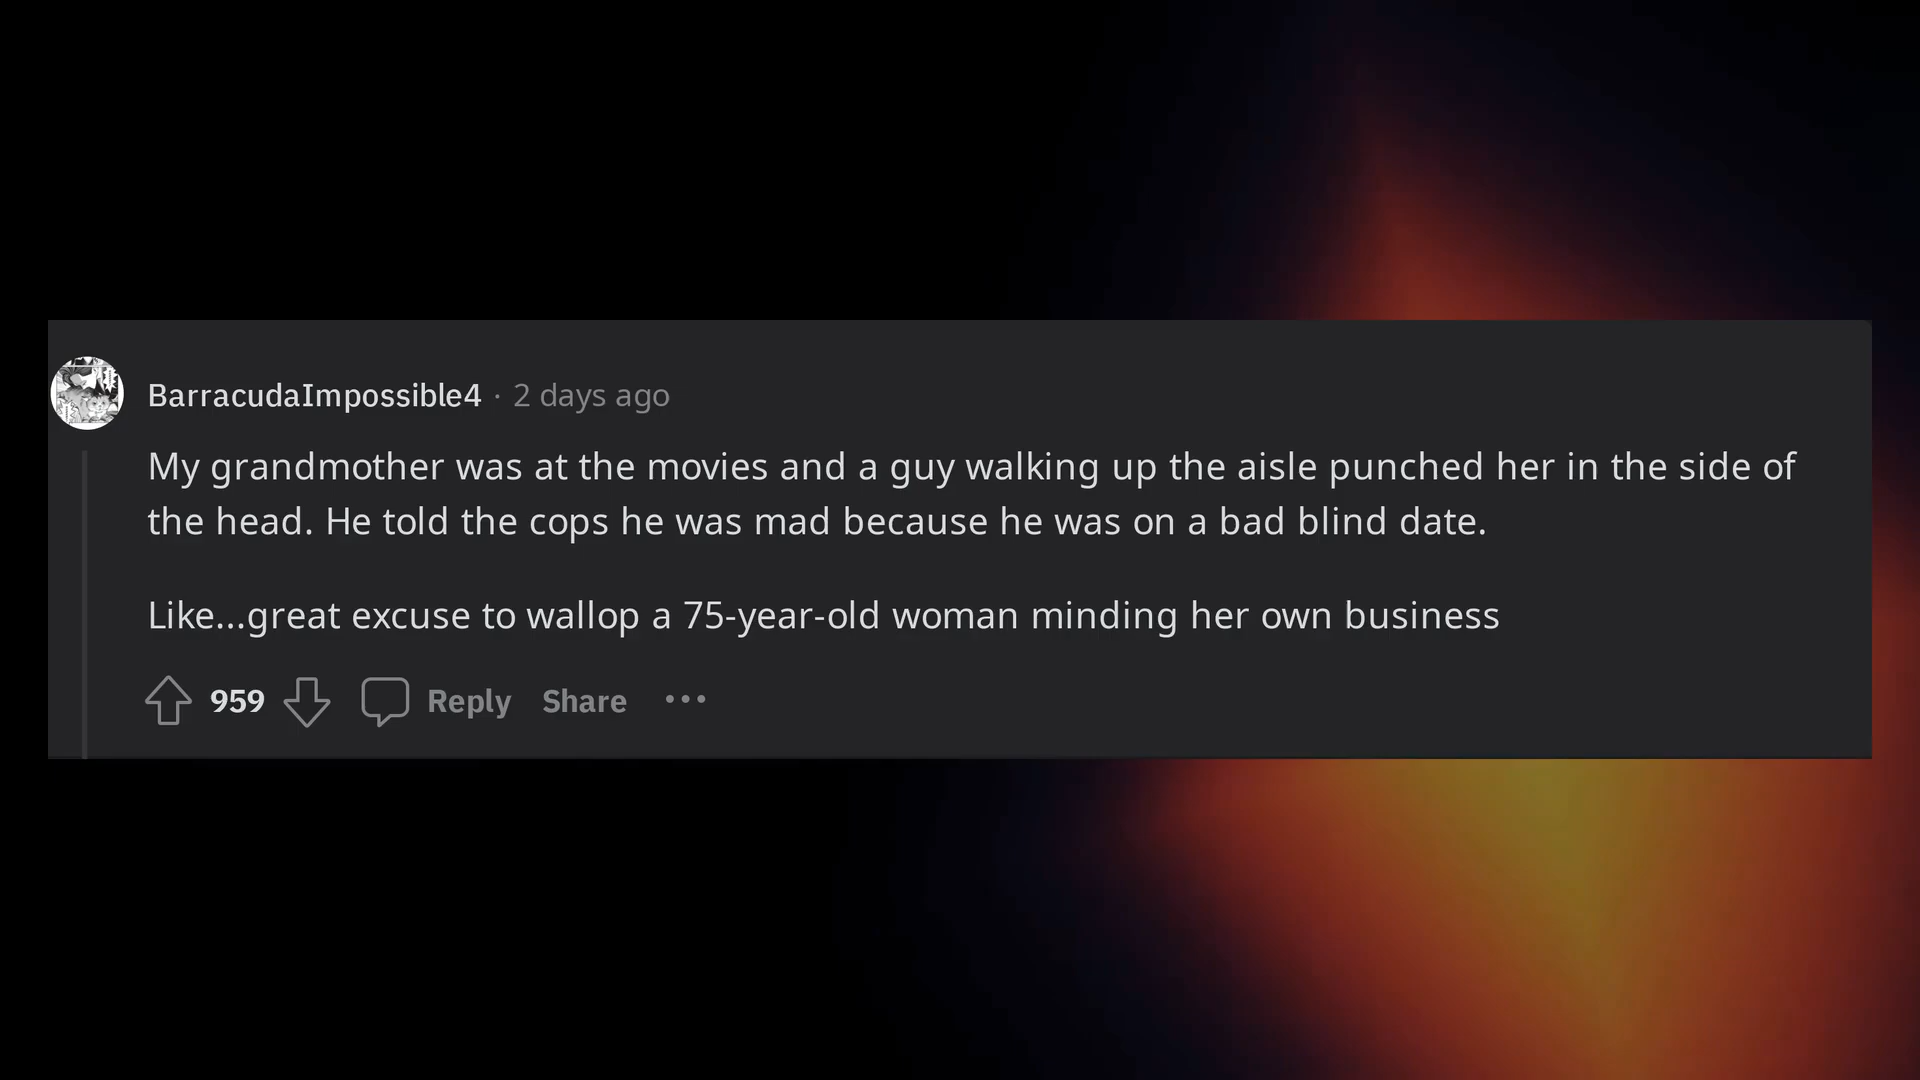 BarracudaImpossible4 · 2 days ago
My grandmother was at the movies and a guy walking up the aisle punched her in the side of
the head. He told the cops he was mad because he was on a bad blind date.
Like...great excuse to wallop a 75-year-old woman minding her own business
959 Reply Share